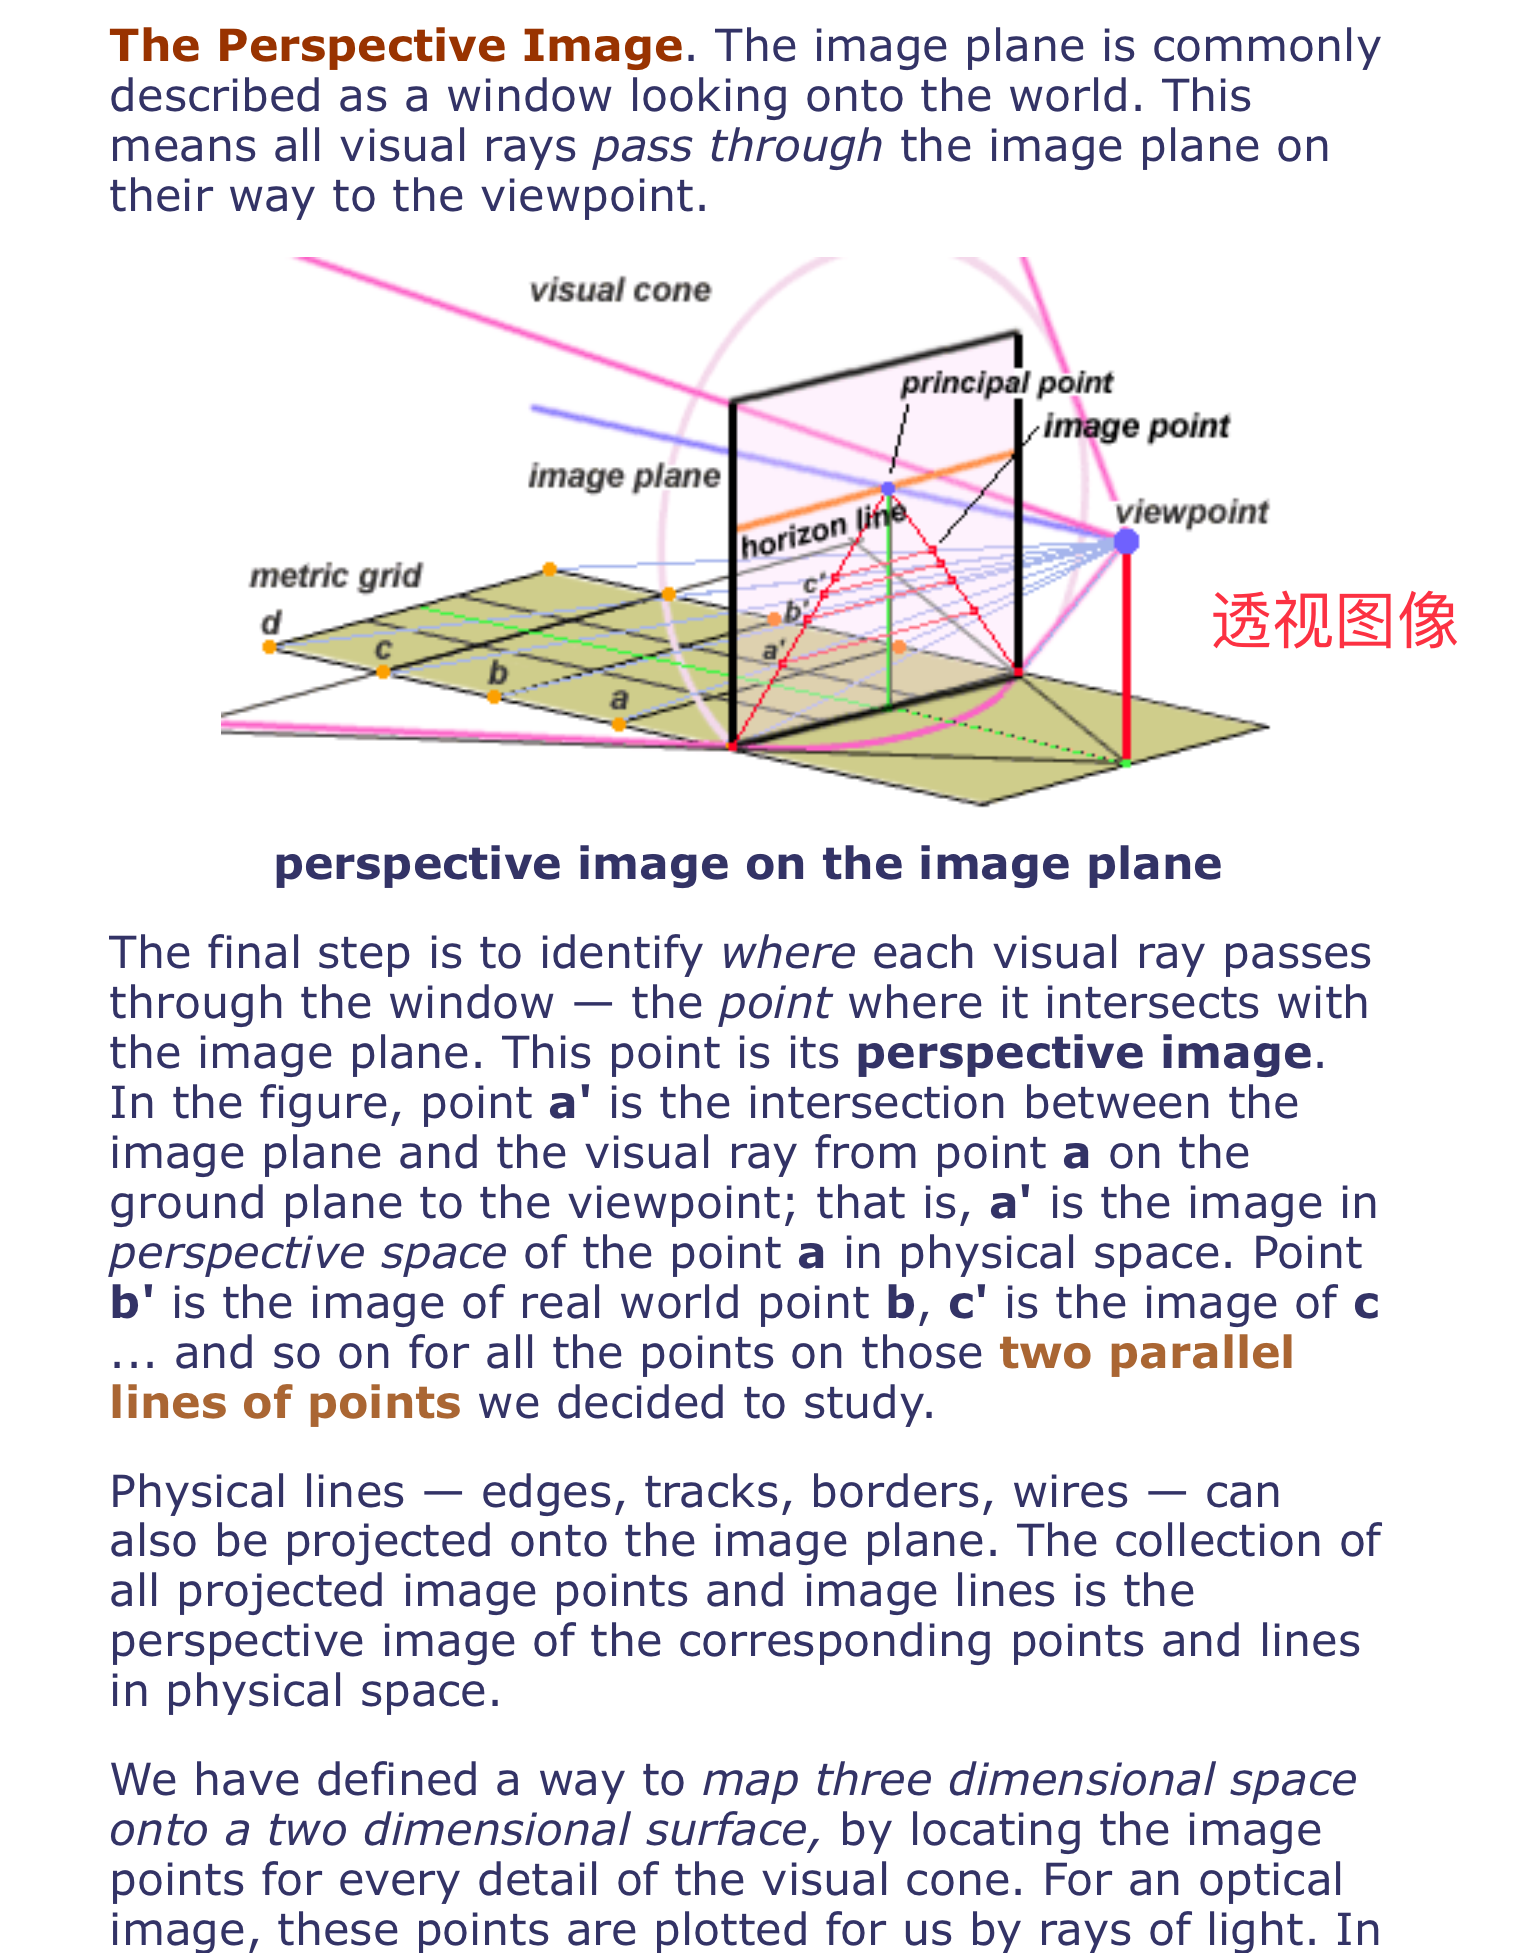 The Perspective Image. The image plane is commonly
described as a window looking onto the world. This
means all visual rays pass through the image plane on
their way to the viewpoint.
visual cone
principal point
image point
image plane
viewpoint
horizon line
metric grid
c'
b'
a'
d
c
b
a
透视图像
perspective image on the image plane
The final step is to identify where each visual ray passes
through the window — the point where it intersects with
the image plane. This point is its perspective image.
In the figure, point a' is the intersection between the
image plane and the visual ray from point a on the
ground plane to the viewpoint; that is, a' is the image in
perspective space of the point a in physical space. Point
b' is the image of real world point b, c' is the image of c
... and so on for all the points on those two parallel
lines of points we decided to study.
Physical lines — edges, tracks, borders, wires — can
also be projected onto the image plane. The collection of
all projected image points and image lines is the
perspective image of the corresponding points and lines
in physical space.
We have defined a way to map three dimensional space
onto a two dimensional surface, by locating the image
points for every detail of the visual cone. For an optical
image, these points are plotted for us by rays of light. In